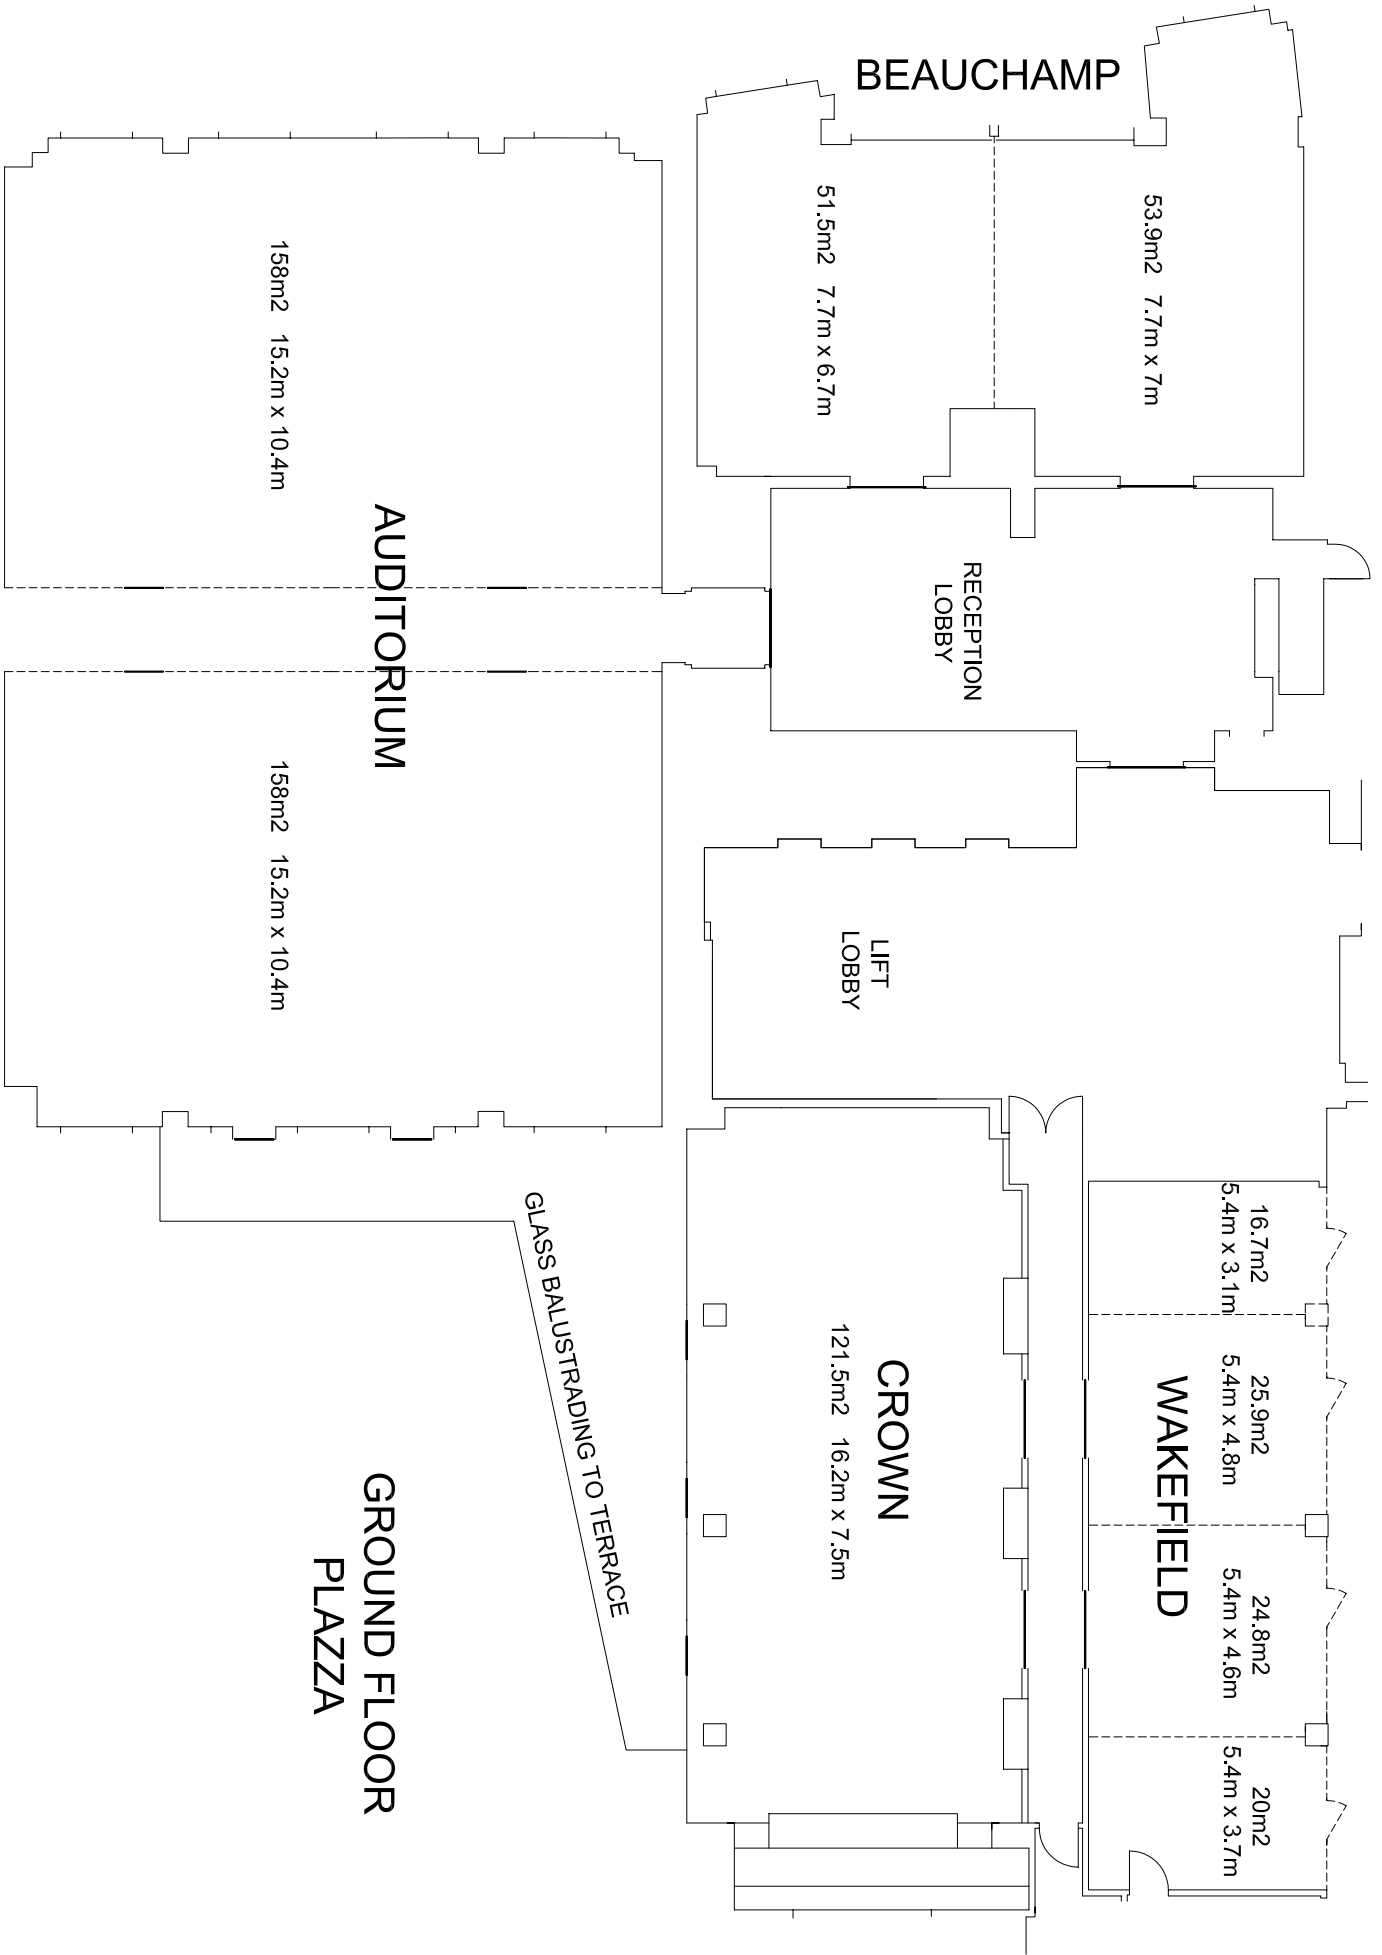 BEAUCHAMP
53.9m2 7.7m x 7m
51.5m2 7.7m x 6.7m
158m2 15.2m x 10.4m
AUDITORIUM
158m2 15.2m x 10.4m
RECEPTION
LOBBY
LIFT
LOBBY
16.7m2
5.4m x 3.1m
25.9m2
5.4m x 4.8m
24.8m2
5.4m x 4.6m
20m2
5.4m x 3.7m
WAKEFIELD
CROWN
121.5m2 16.2m x 7.5m
GLASS BALUSTRADING TO TERRACE
GROUND FLOOR
PLAZZA